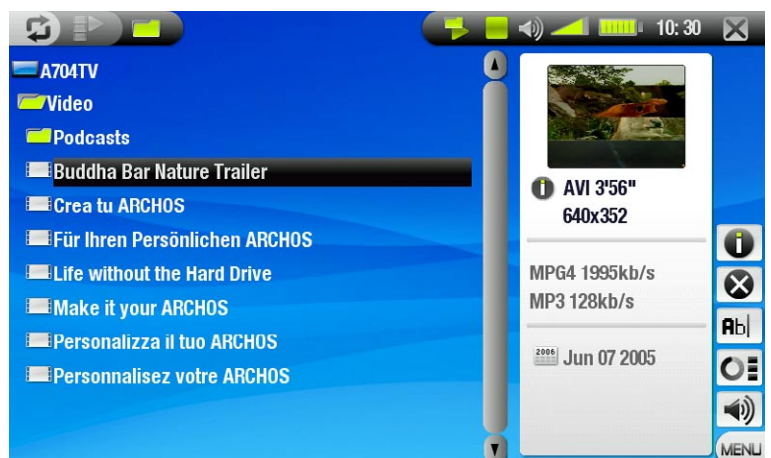 10:30
A704TV
Video
Podcasts
Buddha Bar Nature Trailer
Crea tu ARCHOS
Für Ihren Persönlichen ARCHOS
Life without the Hard Drive
Make it your ARCHOS
Personalizza il tuo ARCHOS
Personnalisez votre ARCHOS
AVI 3'56"
640x352
MPG4 1995kb/s
MP3 128kb/s
2006
Jun 07 2005
Ab
MENU